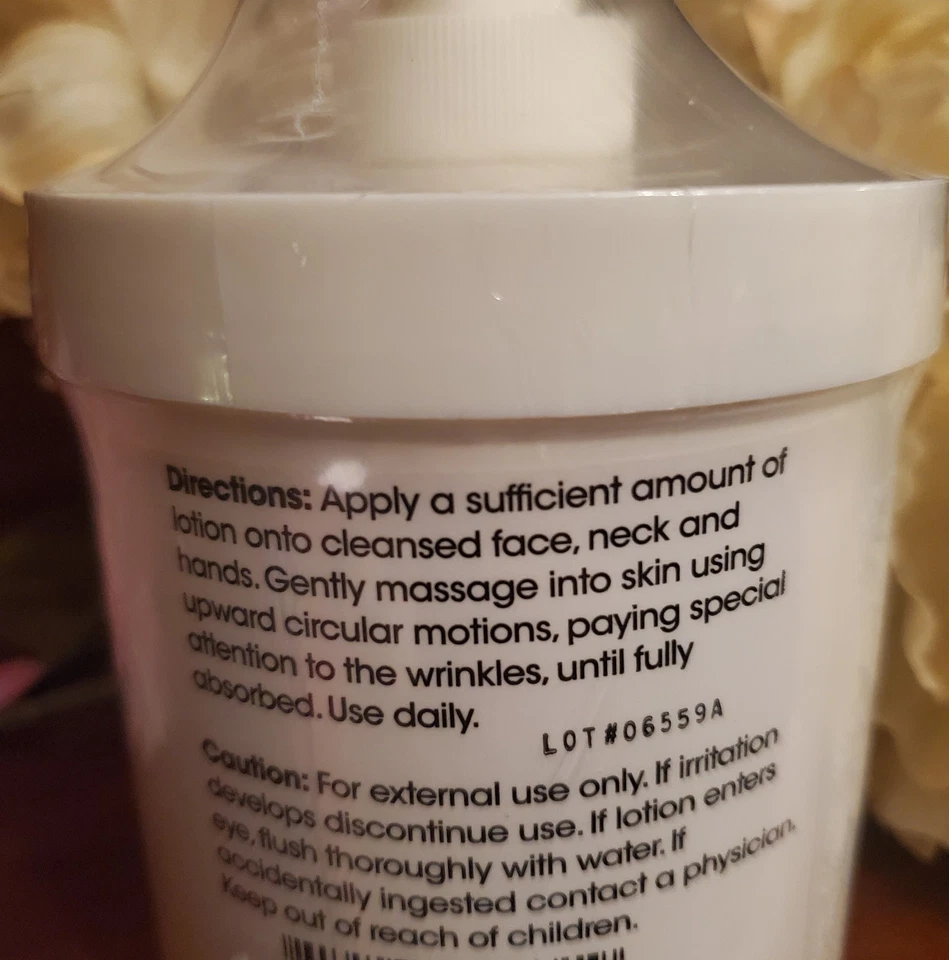 Directions: Apply a sufficient amount of
lotion onto cleansed face, neck and
hands. Gently massage into skin using
upward circular motions, paying special
attention to the wrinkles, until fully
absorbed. Use daily.
LOT#06559A
Caution: For external use only. If irritation
develops discontinue use. If lotion enters
eye, flush thoroughly with water. If
accidentally ingested contact a physician.
Keep out of reach of children.